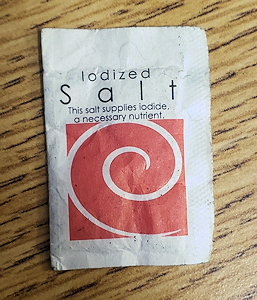 Iodized
Salt
This salt supplies iodide,
a necessary nutrient.